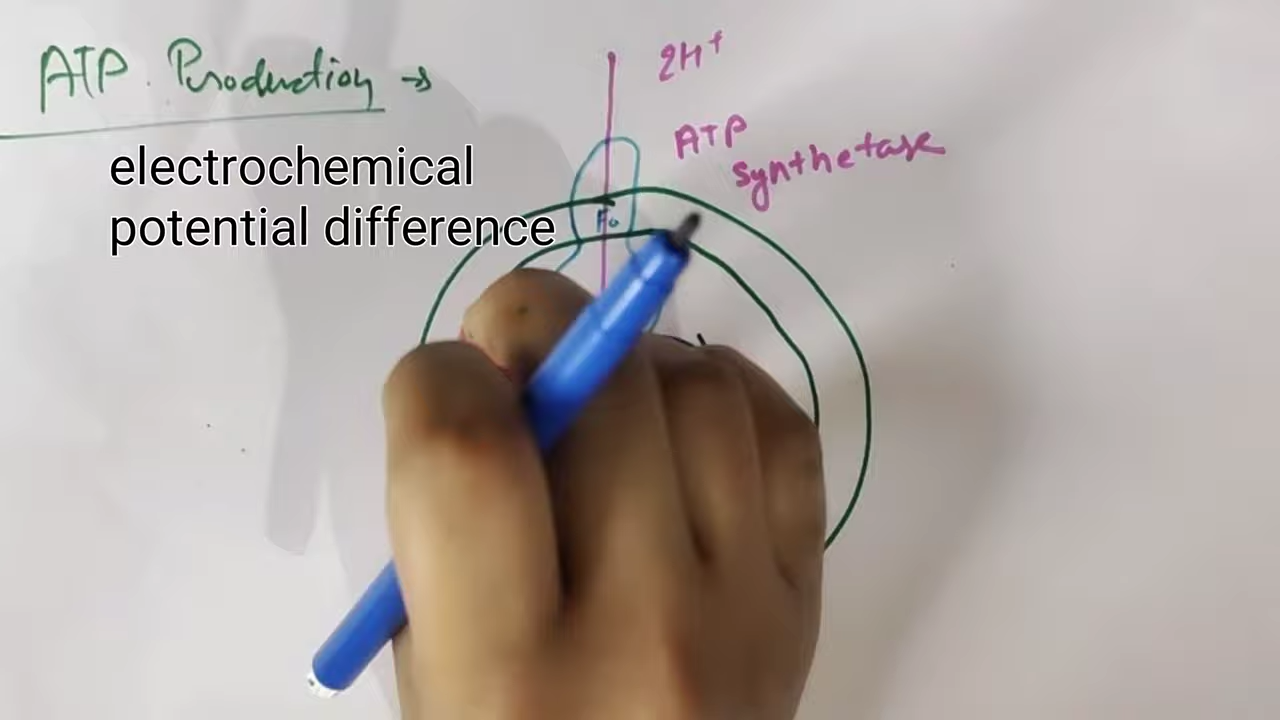 ATP Production →
2H⁺
ATP
synthetase
electrochemical
potential difference
F₀